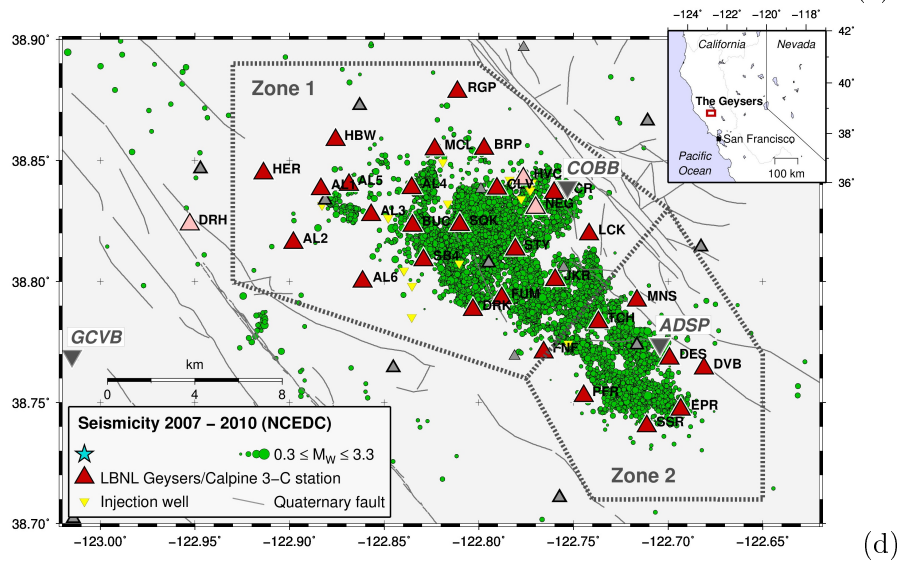 −124° −122° −120° −118°
42°
40°
38°
36°
California
Nevada
The Geysers
San Francisco
Pacific
Ocean
100 km
38.90
38.85
38.80
38.75
38.70
Zone 1
RGP
HBW
MCL
BRP
HER
AL5
AL4
CLV
HVC
COBB
CR
NEG
DRH
AL3
BUC
SQK
AL2
STY
LCK
SB4
AL6
JKB
FUM
DRK
MNS
TCH
GCVB
ADSP
FNF
DES
DVB
km
0 4 8
PFR
EPR
SSR
Zone 2
Seismicity 2007 − 2010 (NCEDC)
0.3 ≤ MW ≤ 3.3
LBNL Geysers/Calpine 3−C station
Injection well
Quaternary fault
−123.00 −122.95 −122.90 −122.85 −122.80 −122.75 −122.70 −122.65
(d)